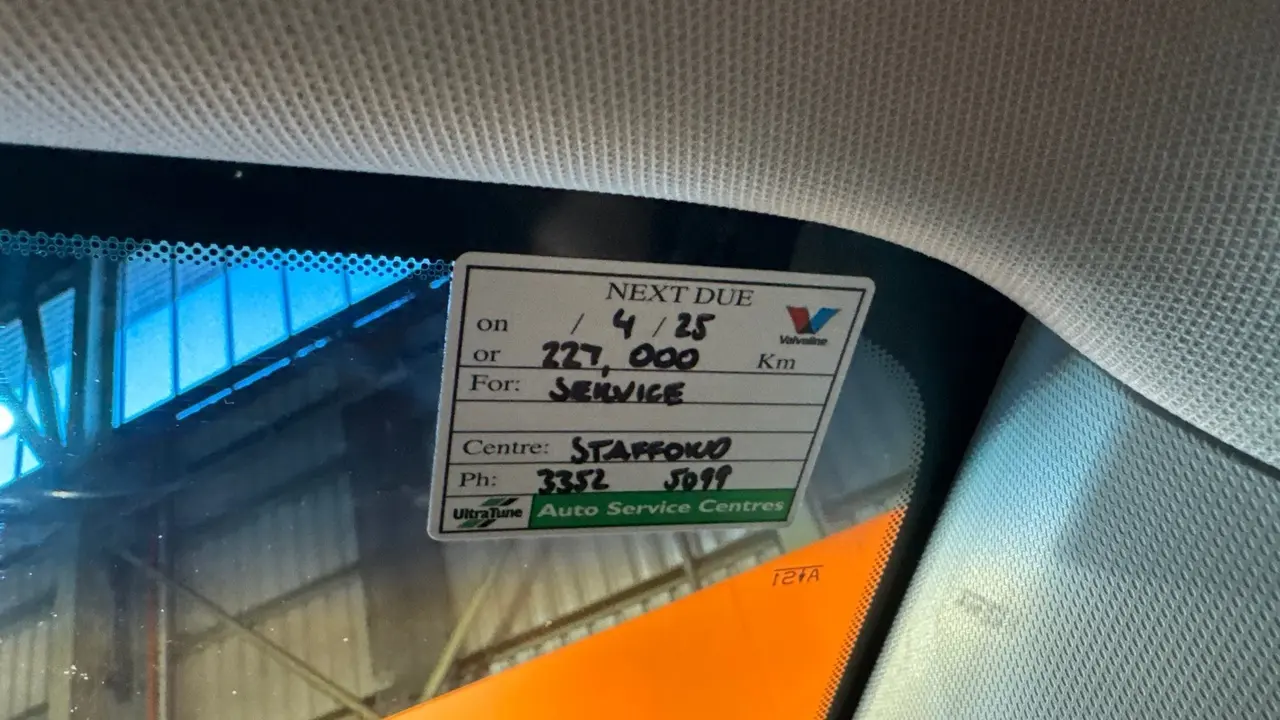 NEXT DUE
on / 4 / 25
Valvoline
or 227,000 Km
For: SERVICE
Centre: STAFFORD
Ph: 3352 5099
UltraTune Auto Service Centres